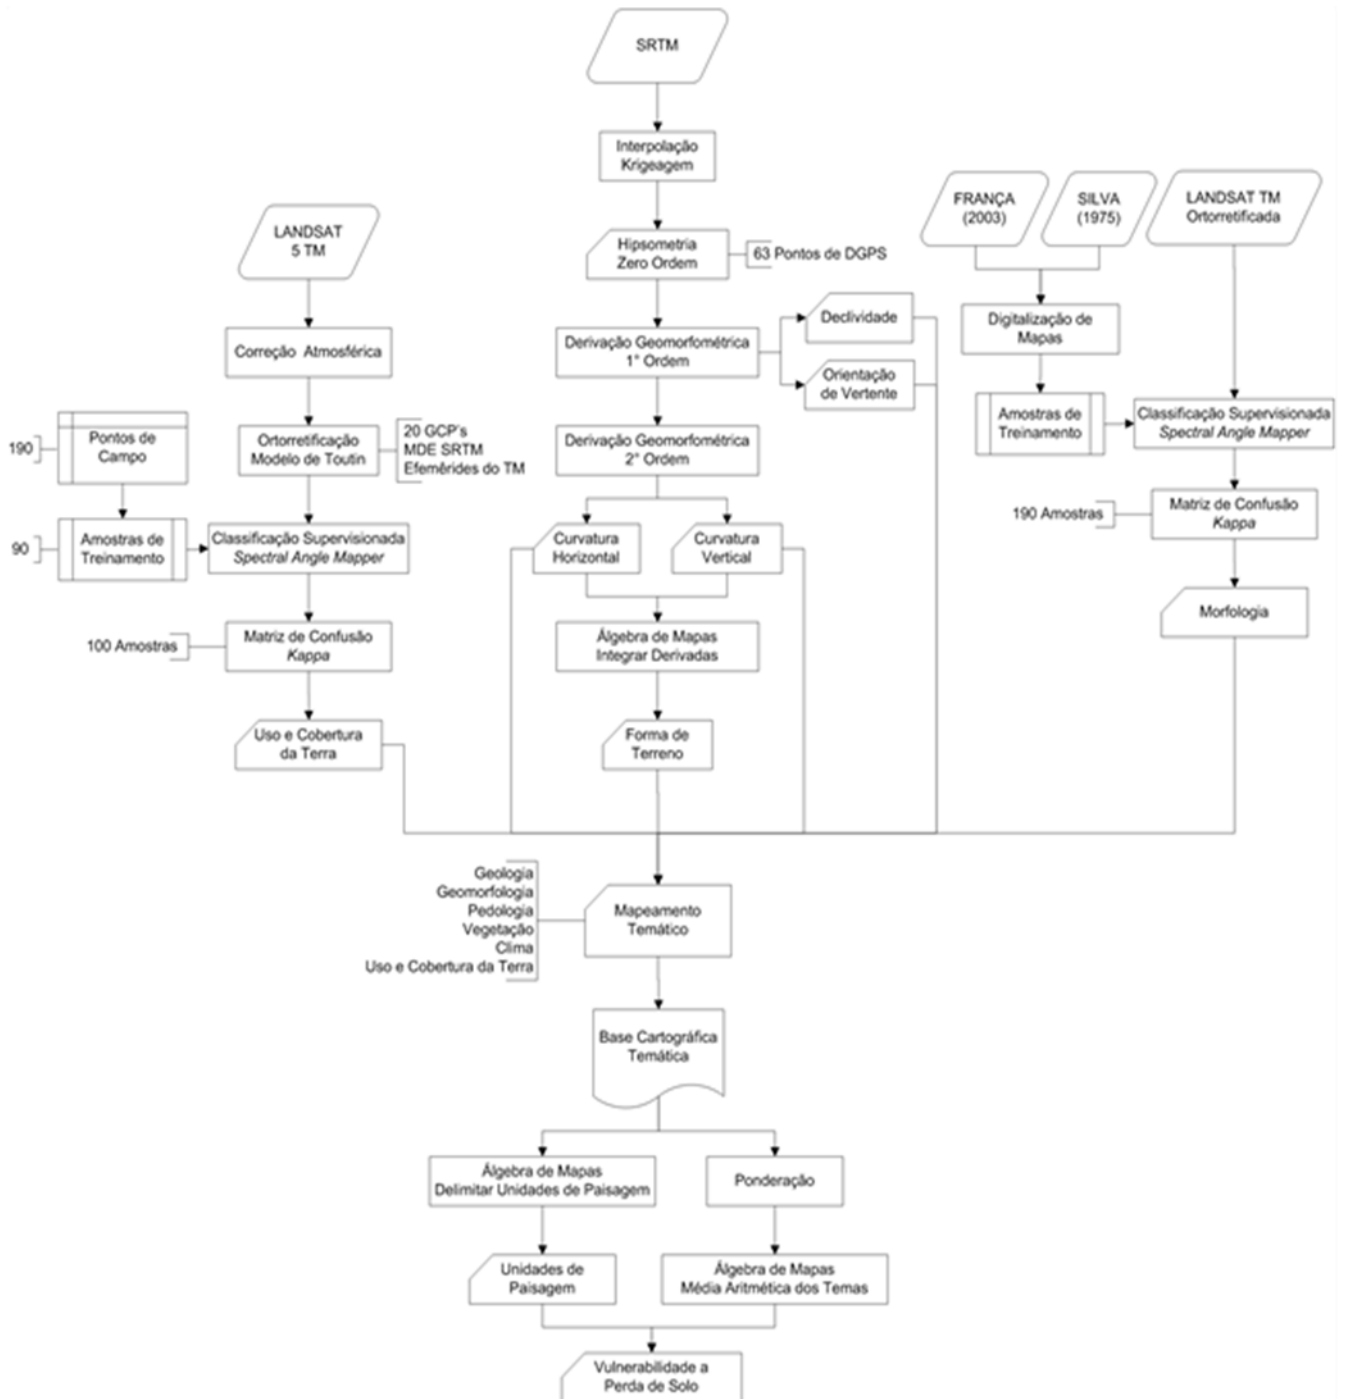 SRTM
Interpolação
Krigeagem
Hipsometria
Zero Ordem
63 Pontos de DGPS
Derivação Geomorfométrica
1° Ordem
Declividade
Orientação
de Vertente
Derivação Geomorfométrica
2° Ordem
Curvatura
Horizontal
Curvatura
Vertical
Álgebra de Mapas
Integrar Derivadas
Forma de
Terreno
LANDSAT
5 TM
Correção Atmosférica
Ortorretificação
Modelo de Toutin
20 GCP's
MDE SRTM
Efemérides do TM
190
Pontos de
Campo
90
Amostras de
Treinamento
Classificação Supervisionada
Spectral Angle Mapper
100 Amostras
Matriz de Confusão
Kappa
Uso e Cobertura
da Terra
FRANÇA
(2003)
SILVA
(1975)
LANDSAT TM
Ortorretificada
Digitalização de
Mapas
Amostras de
Treinamento
Classificação Supervisionada
Spectral Angle Mapper
190 Amostras
Matriz de Confusão
Kappa
Morfologia
Geologia
Geomorfologia
Pedologia
Vegetação
Clima
Uso e Cobertura da Terra
Mapeamento
Temático
Base Cartográfica
Temática
Álgebra de Mapas
Delimitar Unidades de Paisagem
Ponderação
Unidades de
Paisagem
Álgebra de Mapas
Média Aritmética dos Temas
Vulnerabilidade a
Perda de Solo